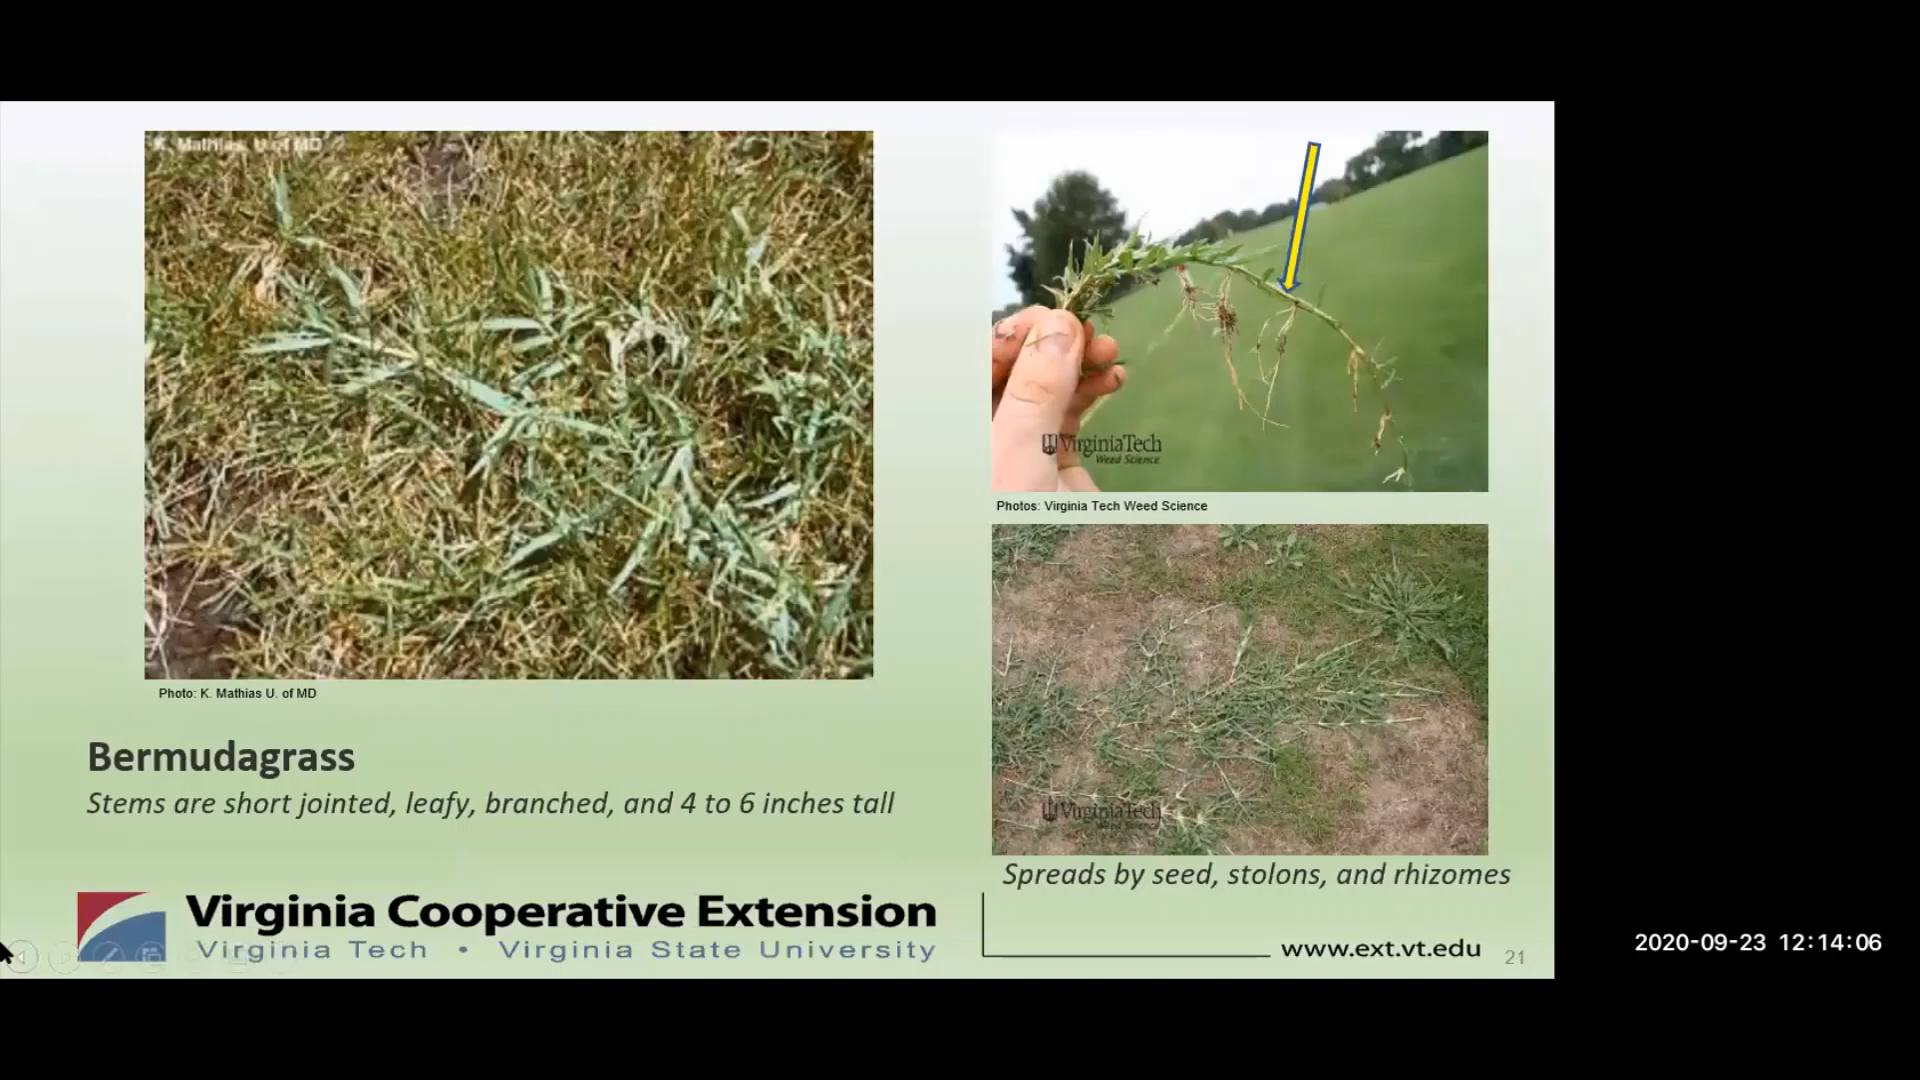 K. Mathias, U. of MD
Photo: K. Mathias U. of MD
Bermudagrass
Stems are short jointed, leafy, branched, and 4 to 6 inches tall
VirginiaTech
Weed Science
Photos: Virginia Tech Weed Science
VirginiaTech
Weed Science
Spreads by seed, stolons, and rhizomes
Virginia Cooperative Extension
Virginia Tech • Virginia State University
www.ext.vt.edu
21
2020-09-23 12:14:06